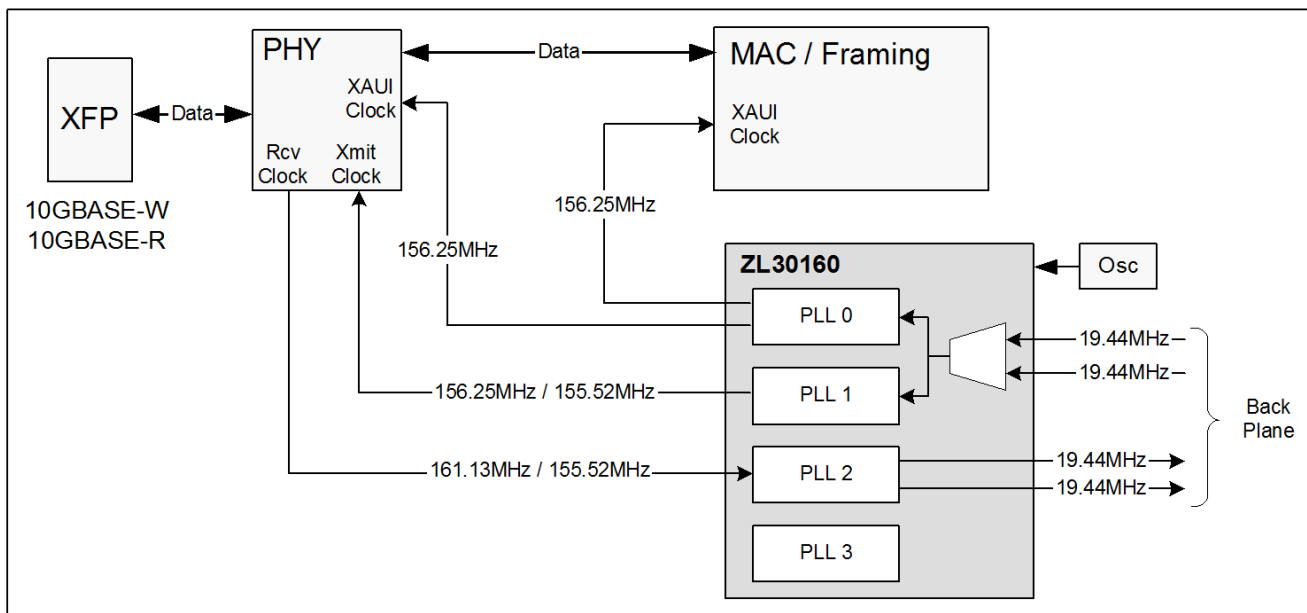 PHY
XAUI
Clock
Rcv
Clock
Xmit
Clock
Data
MAC / Framing
XAUI
Clock
XFP
Data
10GBASE-W
10GBASE-R
156.25MHz
156.25MHz
ZL30160
Osc
PLL 0
19.44MHz
19.44MHz
PLL 1
156.25MHz / 155.52MHz
Back
Plane
161.13MHz / 155.52MHz
PLL 2
19.44MHz
19.44MHz
PLL 3